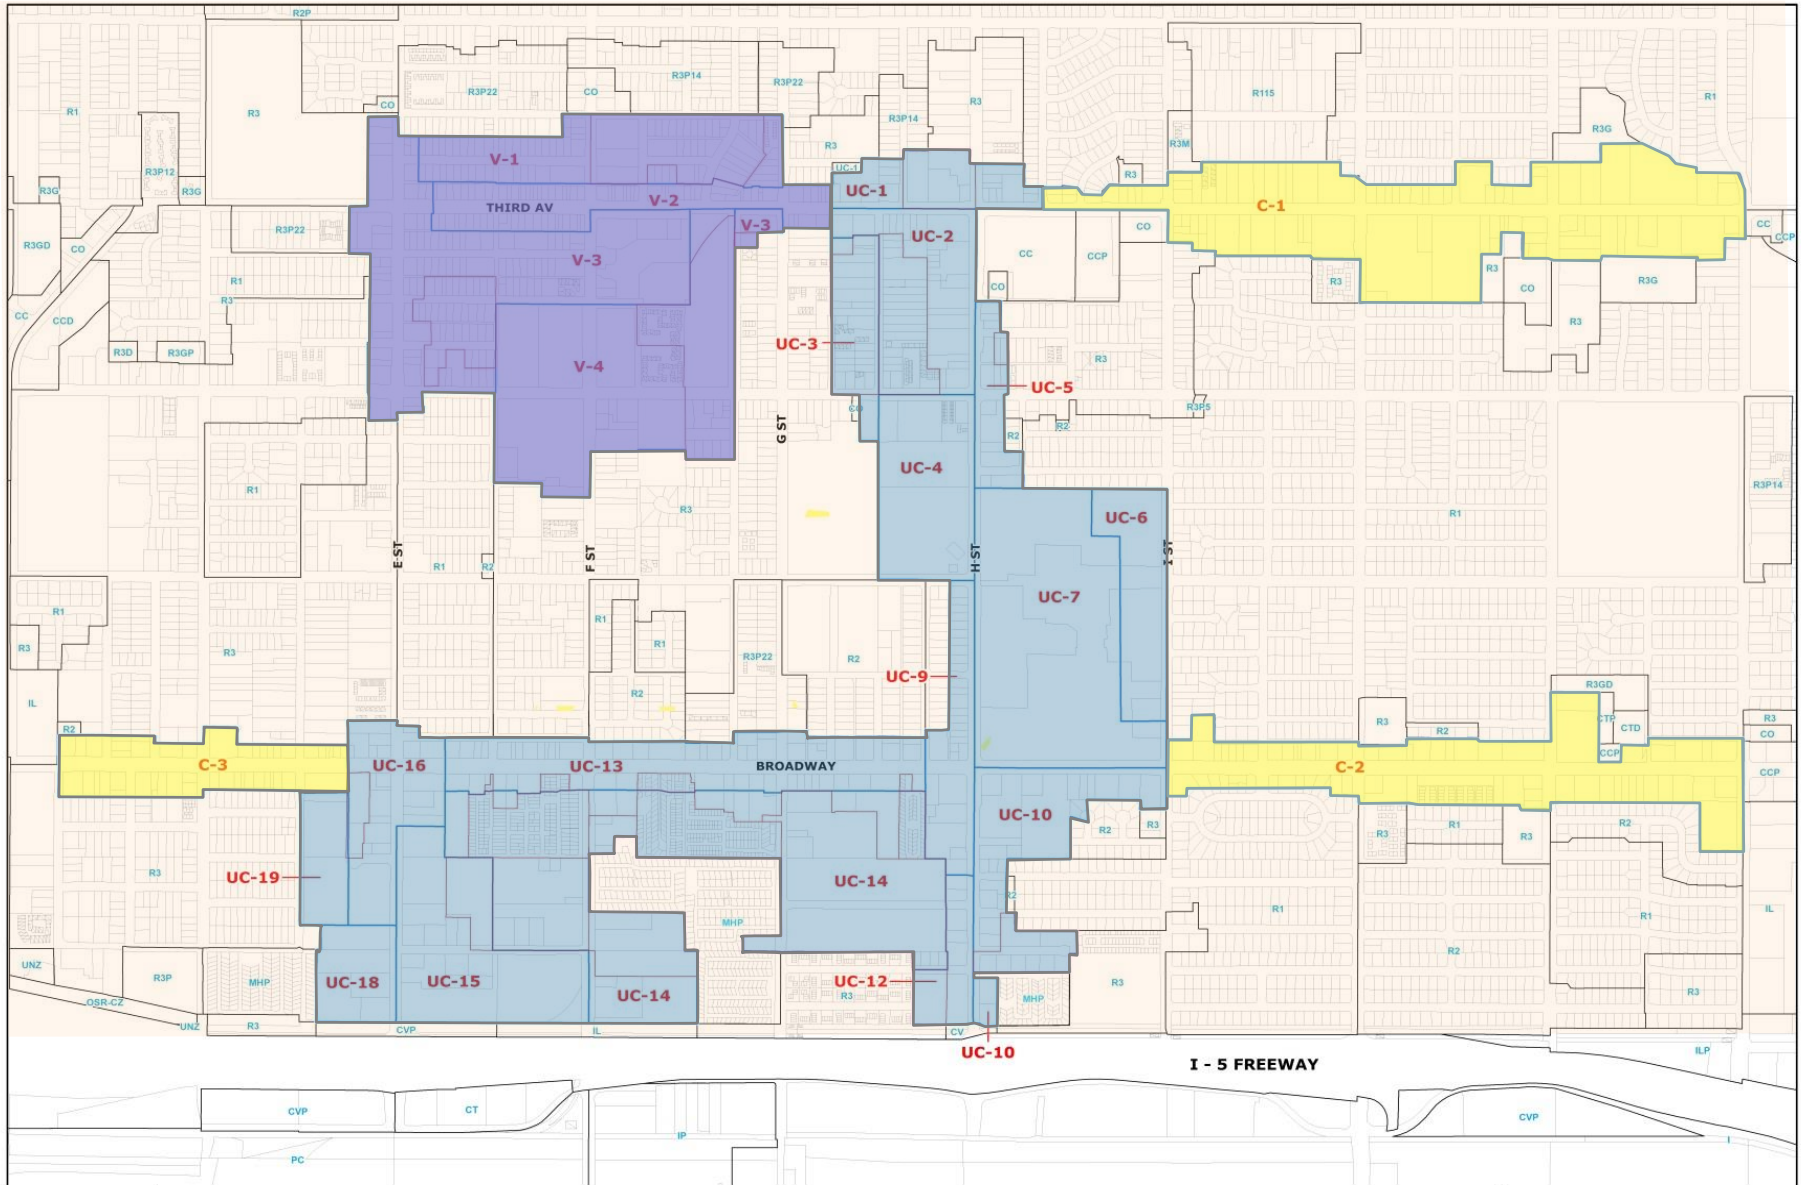 R2P
R3P14
R3P22
R3P22
CO
CO
R1
R3
R3
R115
R1
R3P14
R3G
R3
R3M
R3P12
V-1
R3
UC-1
R3G
R3G
UC-1
V-2
THIRD AV
C-1
V-3
CO
CC
CCP
R3P22
UC-2
R3GD
CO
CC
CCP
V-3
R3
R3
R3G
R1
CO
CO
R3
CC
CCD
R3
UC-3
R3D
R3GP
R3
V-4
UC-5
CO
R3P5
G ST
R2
R2
UC-4
R3P14
R1
R3
R1
UC-6
E ST
F ST
H ST
I ST
R1
R2
UC-7
R1
R1
R3
R3
R1
R3P22
R2
UC-9
R3GD
R2
IL
R3
CTP
CTD
R3
R2
R2
CO
CCP
C-3
UC-16
UC-13
BROADWAY
C-2
CCP
UC-10
R2
R3
R3
R1
R3
R2
R3
UC-19
UC-14
R2
R1
R1
IL
MHP
R2
UNZ
R3P
MHP
UC-18
UC-15
UC-14
UC-12
R3
MHP
R3
R3
OSR-CZ
UNZ
R3
CVP
IL
CV
UC-10
I - 5 FREEWAY
ILP
CVP
CT
CVP
IP
I
PC